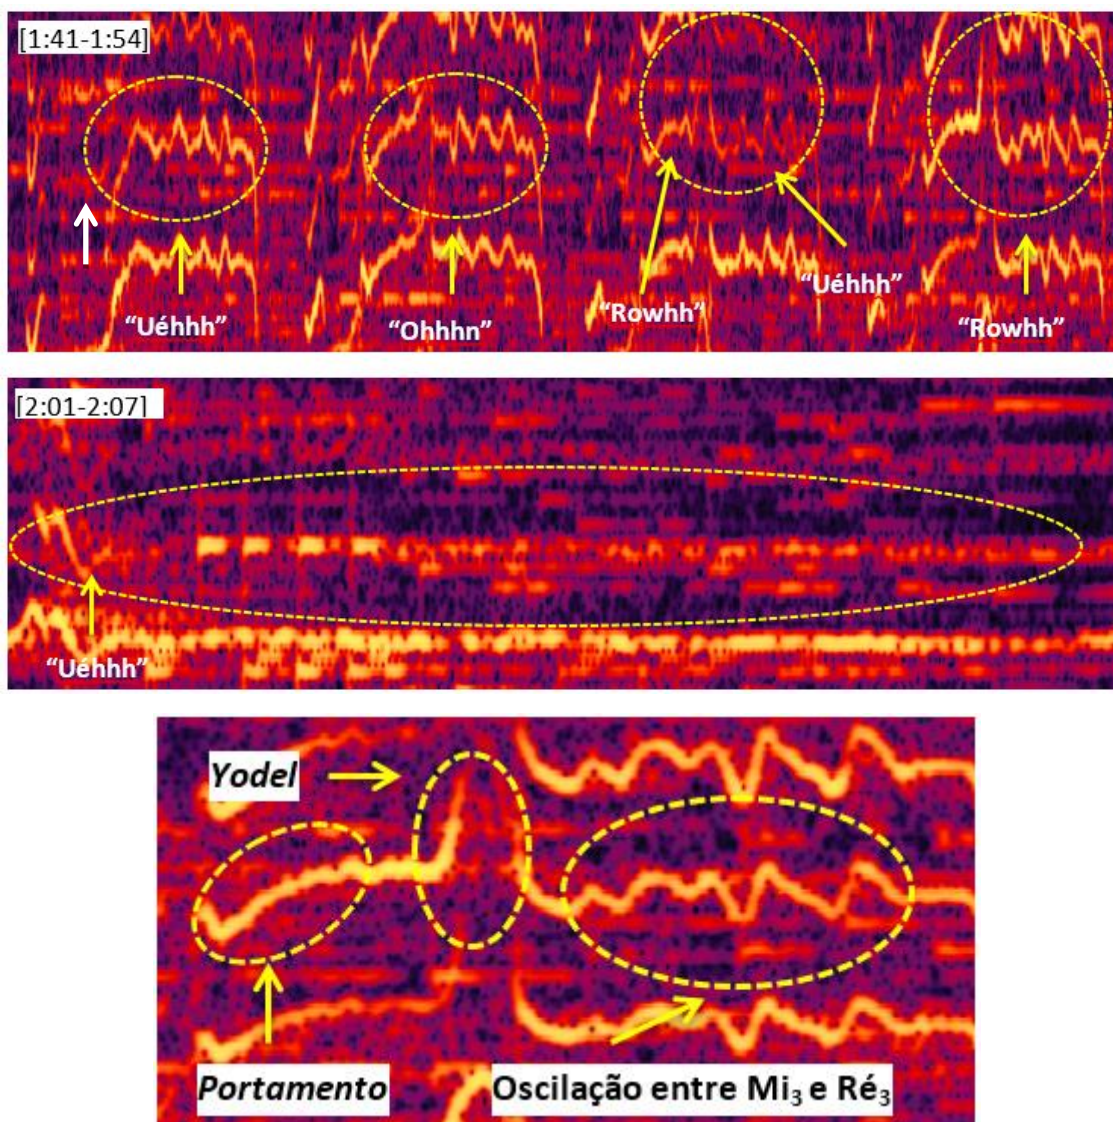 [1:41-1:54]
“Uéhhh”
“Ohhhn”
“Rowhh”
“Uéhhh”
“Rowhh”
[2:01-2:07]
“Uéhhh”
Yodel
Portamento
Oscilação entre Mi₃ e Ré₃